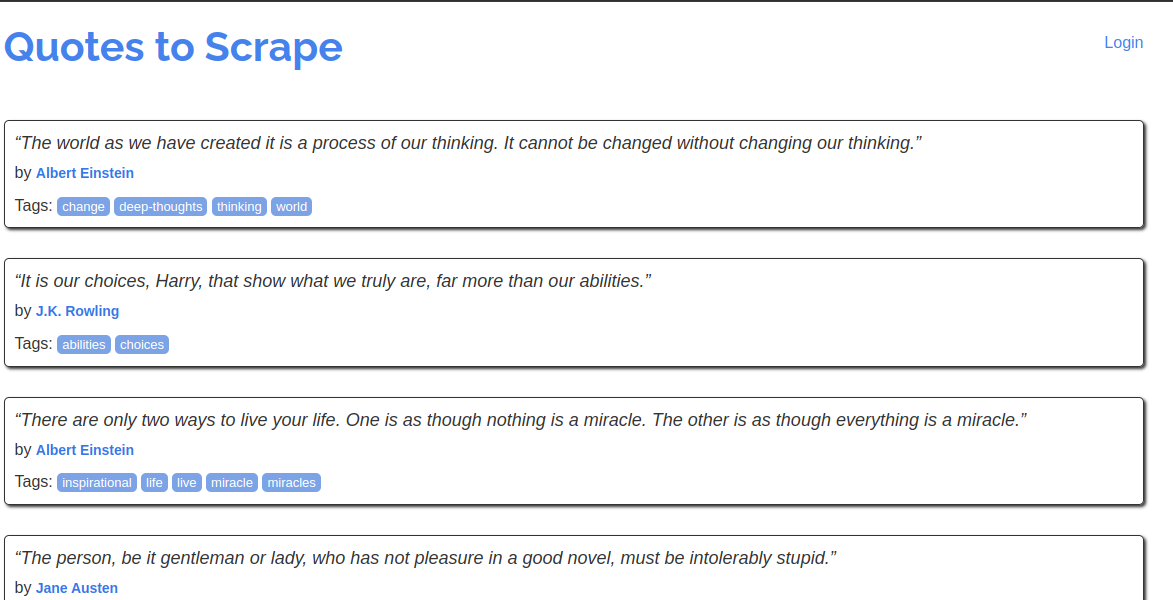 Quotes to Scrape
Login
“The world as we have created it is a process of our thinking. It cannot be changed without changing our thinking.”
by Albert Einstein
Tags: change deep-thoughts thinking world
“It is our choices, Harry, that show what we truly are, far more than our abilities.”
by J.K. Rowling
Tags: abilities choices
“There are only two ways to live your life. One is as though nothing is a miracle. The other is as though everything is a miracle.”
by Albert Einstein
Tags: inspirational life live miracle miracles
“The person, be it gentleman or lady, who has not pleasure in a good novel, must be intolerably stupid.”
by Jane Austen